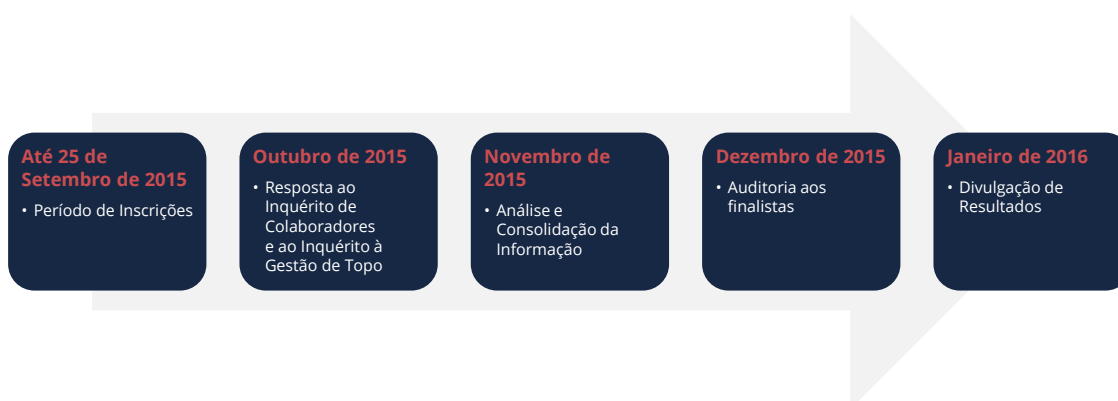 Até 25 de
Setembro de 2015
• Período de Inscrições
Outubro de 2015
• Resposta ao
Inquérito de
Colaboradores
e ao Inquérito à
Gestão de Topo
Novembro de
2015
• Análise e
Consolidação da
Informação
Dezembro de 2015
• Auditoria aos
finalistas
Janeiro de 2016
• Divulgação de
Resultados